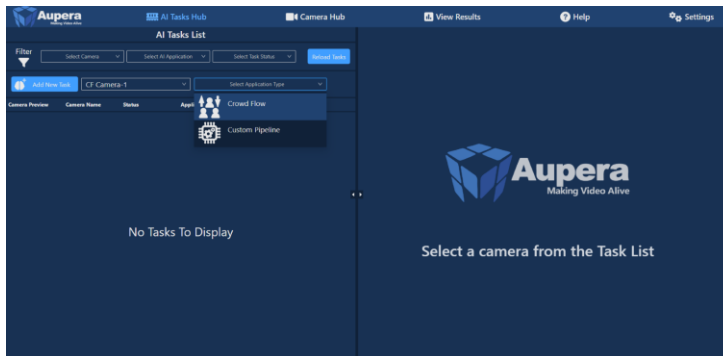 Aupera
Making Video Alive
AI Tasks Hub
Camera Hub
View Results
Help
Settings
AI Tasks List
Filter
Select Camera
Select AI Application
Select Task Status
Reload Tasks
Add New Task
CF Camera-1
Select Application Type
Camera Preview
Camera Name
Status
Appli
Crowd Flow
Custom Pipeline
No Tasks To Display
Aupera
Making Video Alive
Select a camera from the Task List